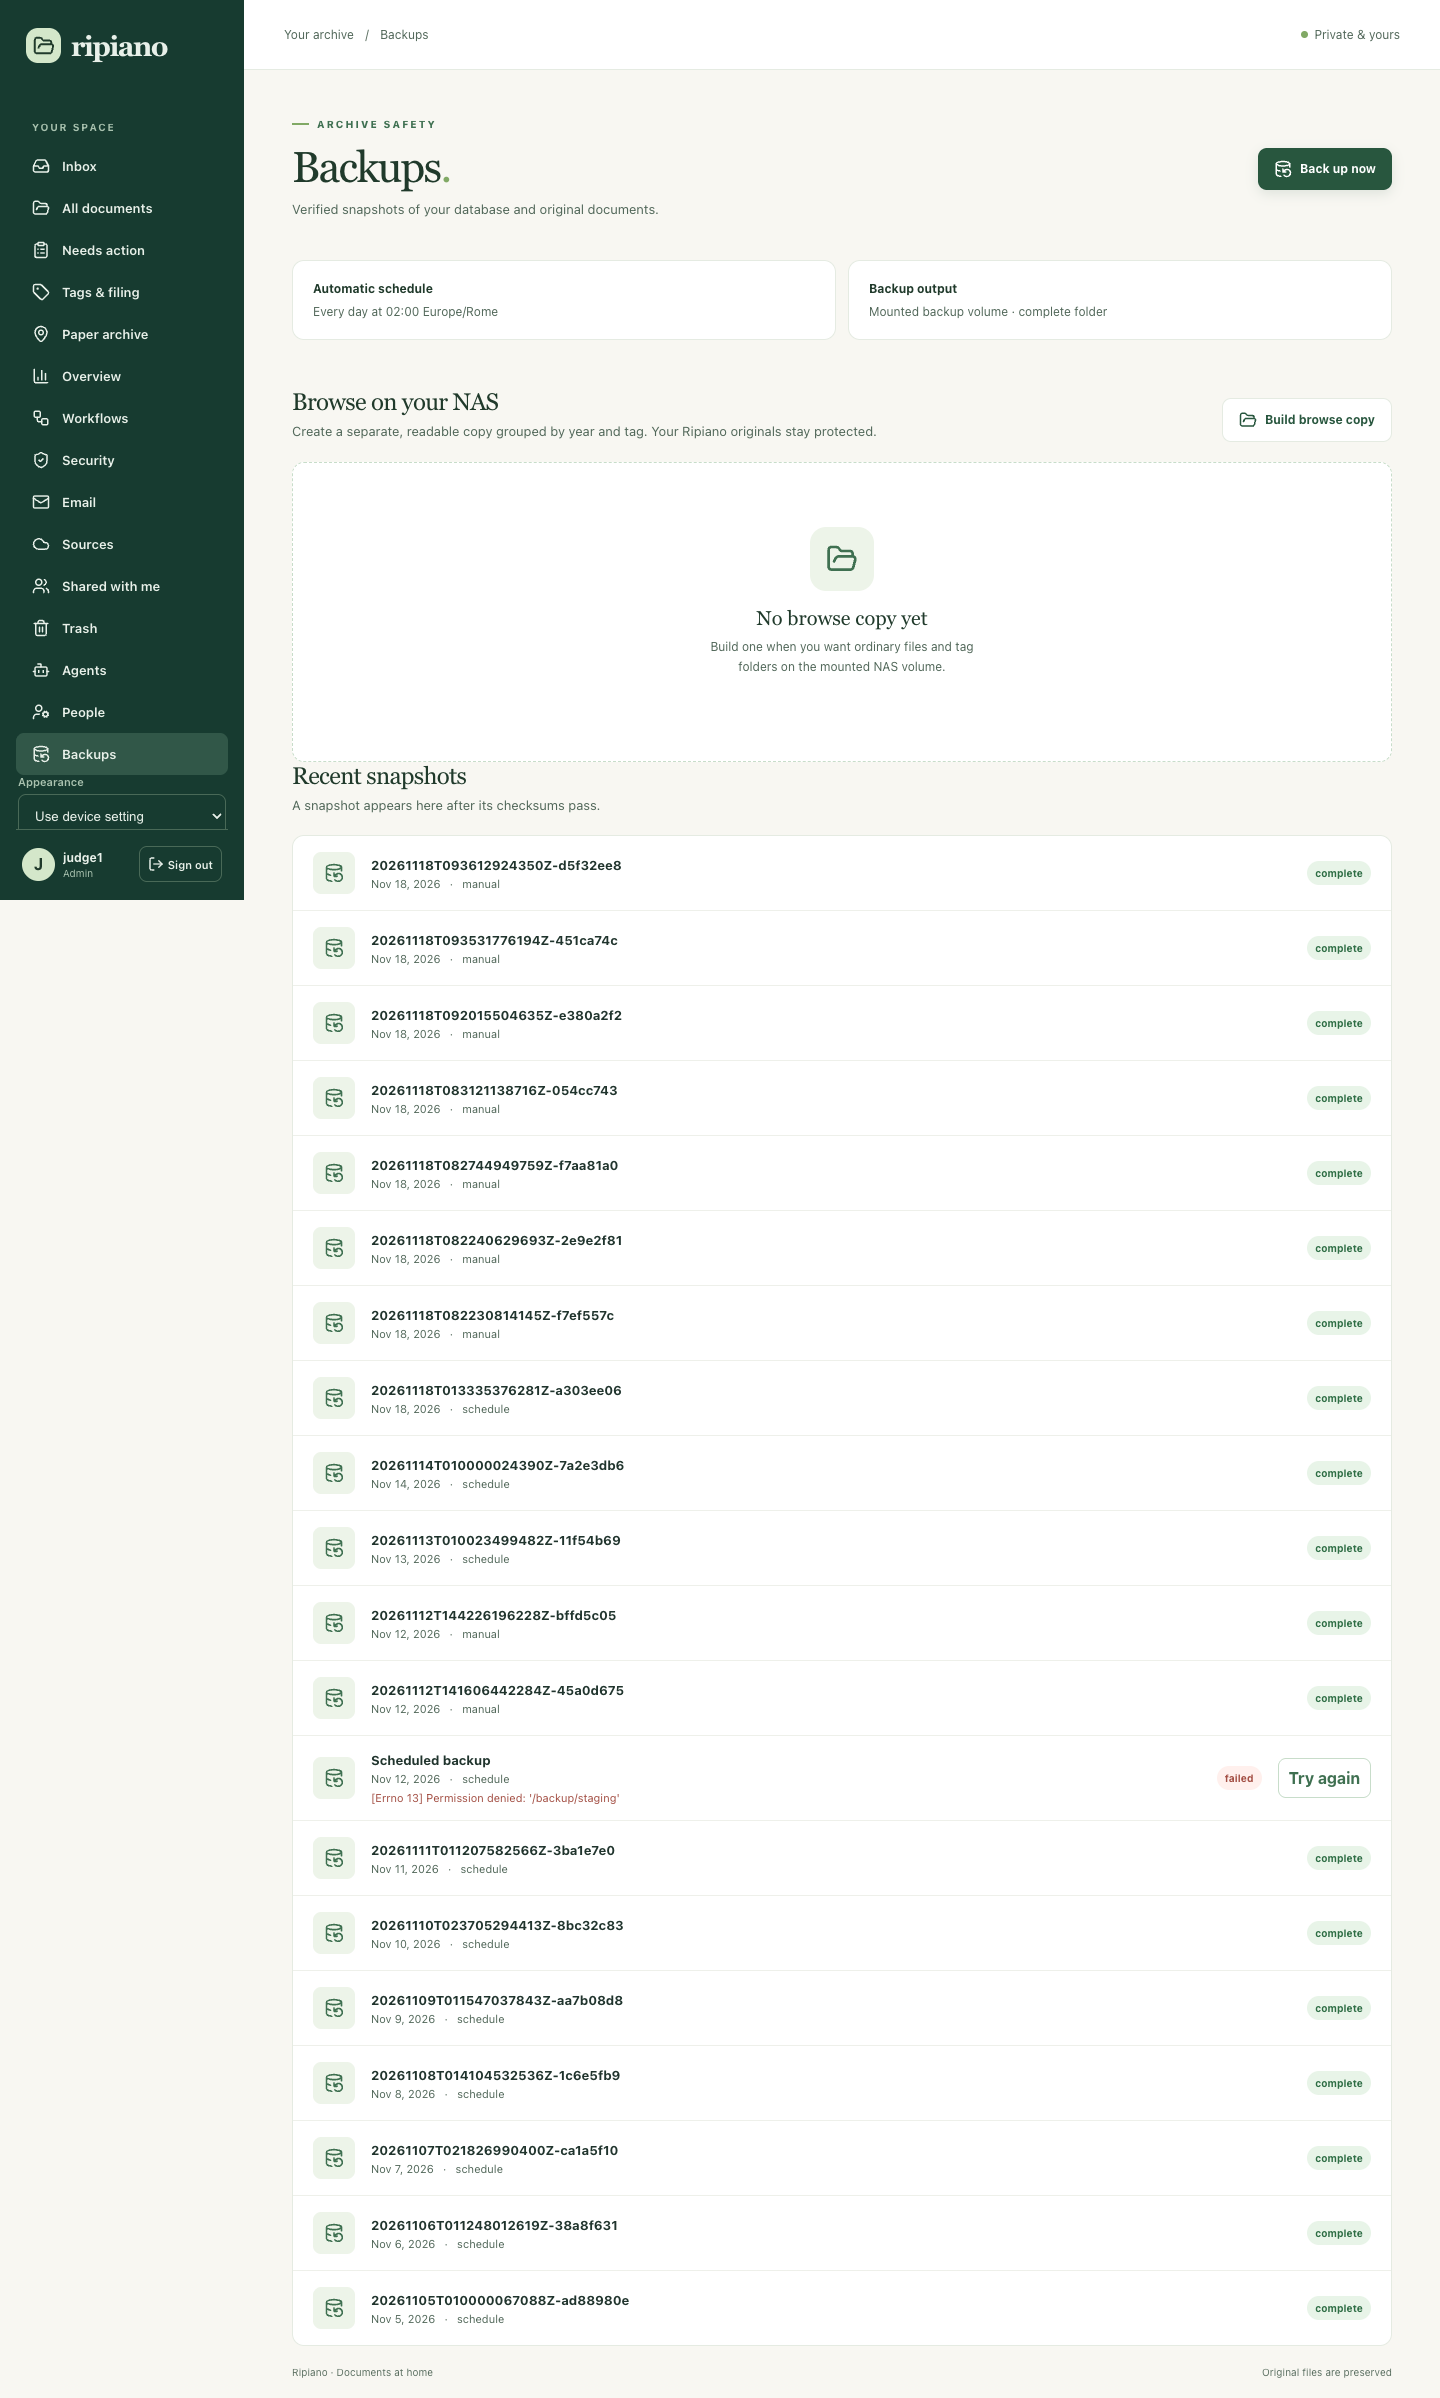 ripiano
YOUR SPACE
Inbox
All documents
Needs action
Tags & filing
Paper archive
Overview
Workflows
Security
Email
Sources
Shared with me
Trash
Agents
People
Backups
Appearance
Use device setting
J
judge1
Admin
Sign out
Your archive / Backups
Private & yours
ARCHIVE SAFETY
Backups.
Verified snapshots of your database and original documents.
Back up now
Automatic schedule
Every day at 02:00 Europe/Rome
Backup output
Mounted backup volume · complete folder
Browse on your NAS
Create a separate, readable copy grouped by year and tag. Your Ripiano originals stay protected.
Build browse copy
No browse copy yet
Build one when you want ordinary files and tag
folders on the mounted NAS volume.
Recent snapshots
A snapshot appears here after its checksums pass.
20261118T093612924350Z-d5f32ee8
Nov 18, 2026 · manual
complete
20261118T093531776194Z-451ca74c
Nov 18, 2026 · manual
complete
20261118T092015504635Z-e380a2f2
Nov 18, 2026 · manual
complete
20261118T083121138716Z-054cc743
Nov 18, 2026 · manual
complete
20261118T082744949759Z-f7aa81a0
Nov 18, 2026 · manual
complete
20261118T082240629693Z-2e9e2f81
Nov 18, 2026 · manual
complete
20261118T082230814145Z-f7ef557c
Nov 18, 2026 · manual
complete
20261118T013335376281Z-a303ee06
Nov 18, 2026 · schedule
complete
20261114T010000024390Z-7a2e3db6
Nov 14, 2026 · schedule
complete
20261113T010023499482Z-11f54b69
Nov 13, 2026 · schedule
complete
20261112T144226196228Z-bffd5c05
Nov 12, 2026 · manual
complete
20261112T141606442284Z-45a0d675
Nov 12, 2026 · manual
complete
Scheduled backup
Nov 12, 2026 · schedule
[Errno 13] Permission denied: '/backup/staging'
failed
Try again
20261111T011207582566Z-3ba1e7e0
Nov 11, 2026 · schedule
complete
20261110T023705294413Z-8bc32c83
Nov 10, 2026 · schedule
complete
20261109T011547037843Z-aa7b08d8
Nov 9, 2026 · schedule
complete
20261108T014104532536Z-1c6e5fb9
Nov 8, 2026 · schedule
complete
20261107T021826990400Z-ca1a5f10
Nov 7, 2026 · schedule
complete
20261106T011248012619Z-38a8f631
Nov 6, 2026 · schedule
complete
20261105T010000067088Z-ad88980e
Nov 5, 2026 · schedule
complete
Ripiano · Documents at home
Original files are preserved